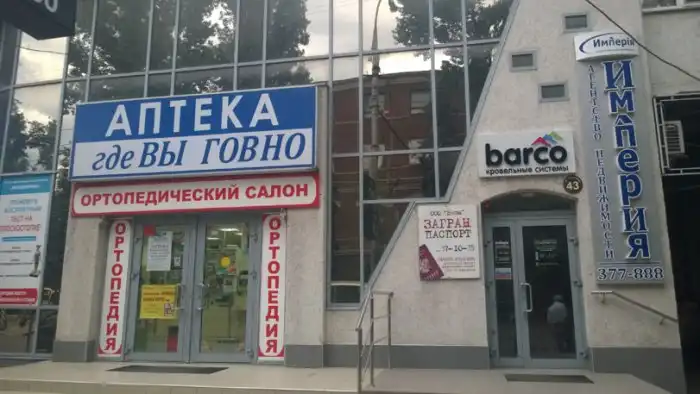 АПТЕКА
где ВЫ ГОВНО
ОРТОПЕДИЧЕСКИЙ САЛОН
ОРТОПЕДИЯ
ОРТОПЕДИЯ
barco
кровельные системы
43
ЗАГРАН
ПАСПОРТ
Имперiя
АГЕНТСТВО НЕДВИЖИМОСТИ
ИМПЕРИЯ
377-888